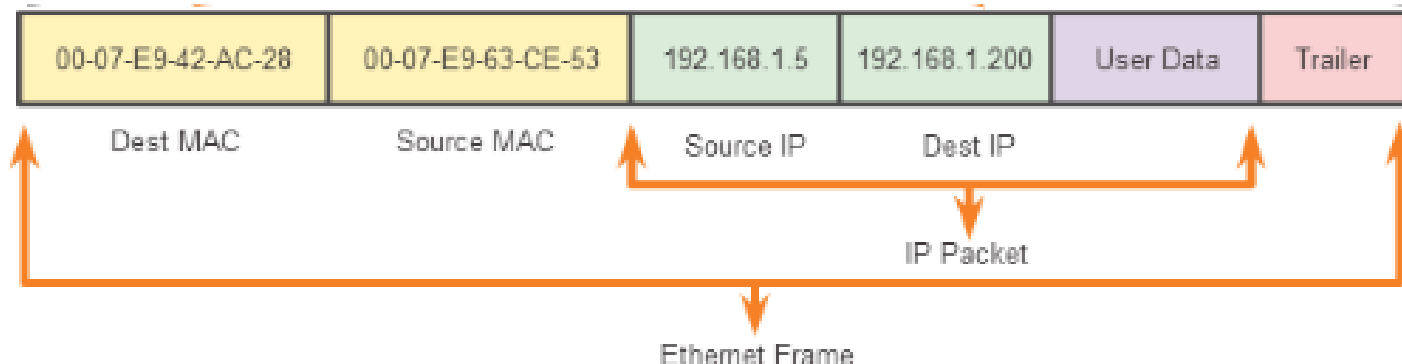 00-07-E9-42-AC-28 00-07-E9-63-CE-53 192.168.1.5 192.168.1.200 User Data Trailer
Dest MAC Source MAC Source IP Dest IP
IP Packet
Ethernet Frame